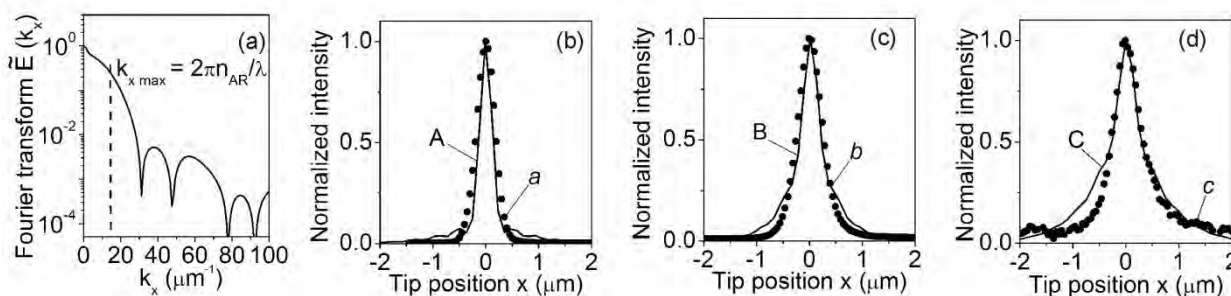 Fourier transform Ẽ (kₓ)
10⁰
10⁻²
10⁻⁴
(a)
kₓ ₘₐₓ = 2πn_AR/λ
0 20 40 60 80 100
kₓ (μm⁻¹)
Normalized intensity
1.0
0.5
0.0
(b)
A
a
-2 -1 0 1 2
Tip position x (μm)
Normalized intensity
1.0
0.5
0.0
(c)
B
b
-2 -1 0 1 2
Tip position x (μm)
Normalized intensity
1.0
0.5
0.0
(d)
C
c
-2 -1 0 1 2
Tip position x (μm)